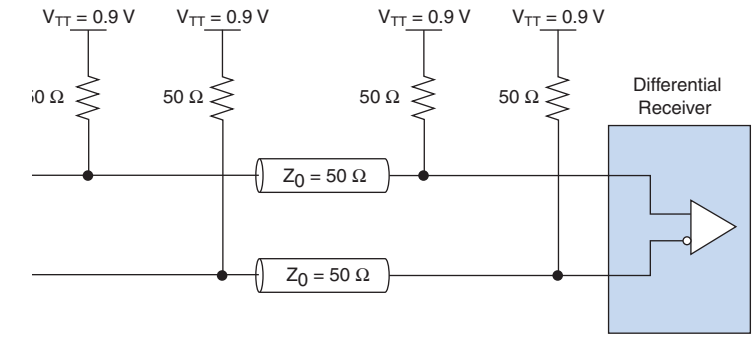 V_TT = 0.9 V V_TT = 0.9 V V_TT = 0.9 V V_TT = 0.9 V
0 Ω 50 Ω 50 Ω 50 Ω
Differential
Receiver
Z_0 = 50 Ω
Z_0 = 50 Ω